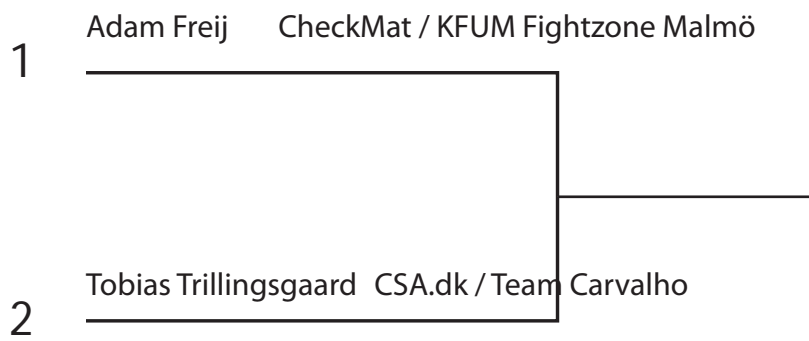 Adam Freij CheckMat / KFUM Fightzone Malmö
1
Tobias Trillingsgaard CSA.dk / Team Carvalho
2